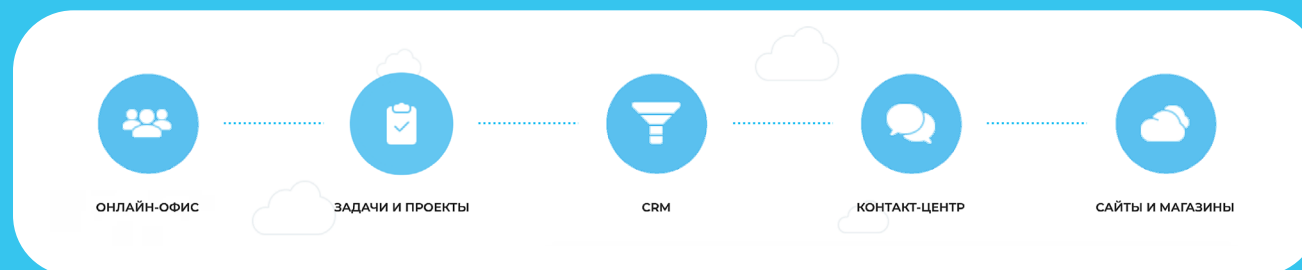 ОНЛАЙН-ОФИС
ЗАДАЧИ И ПРОЕКТЫ
CRM
КОНТАКТ-ЦЕНТР
САЙТЫ И МАГАЗИНЫ